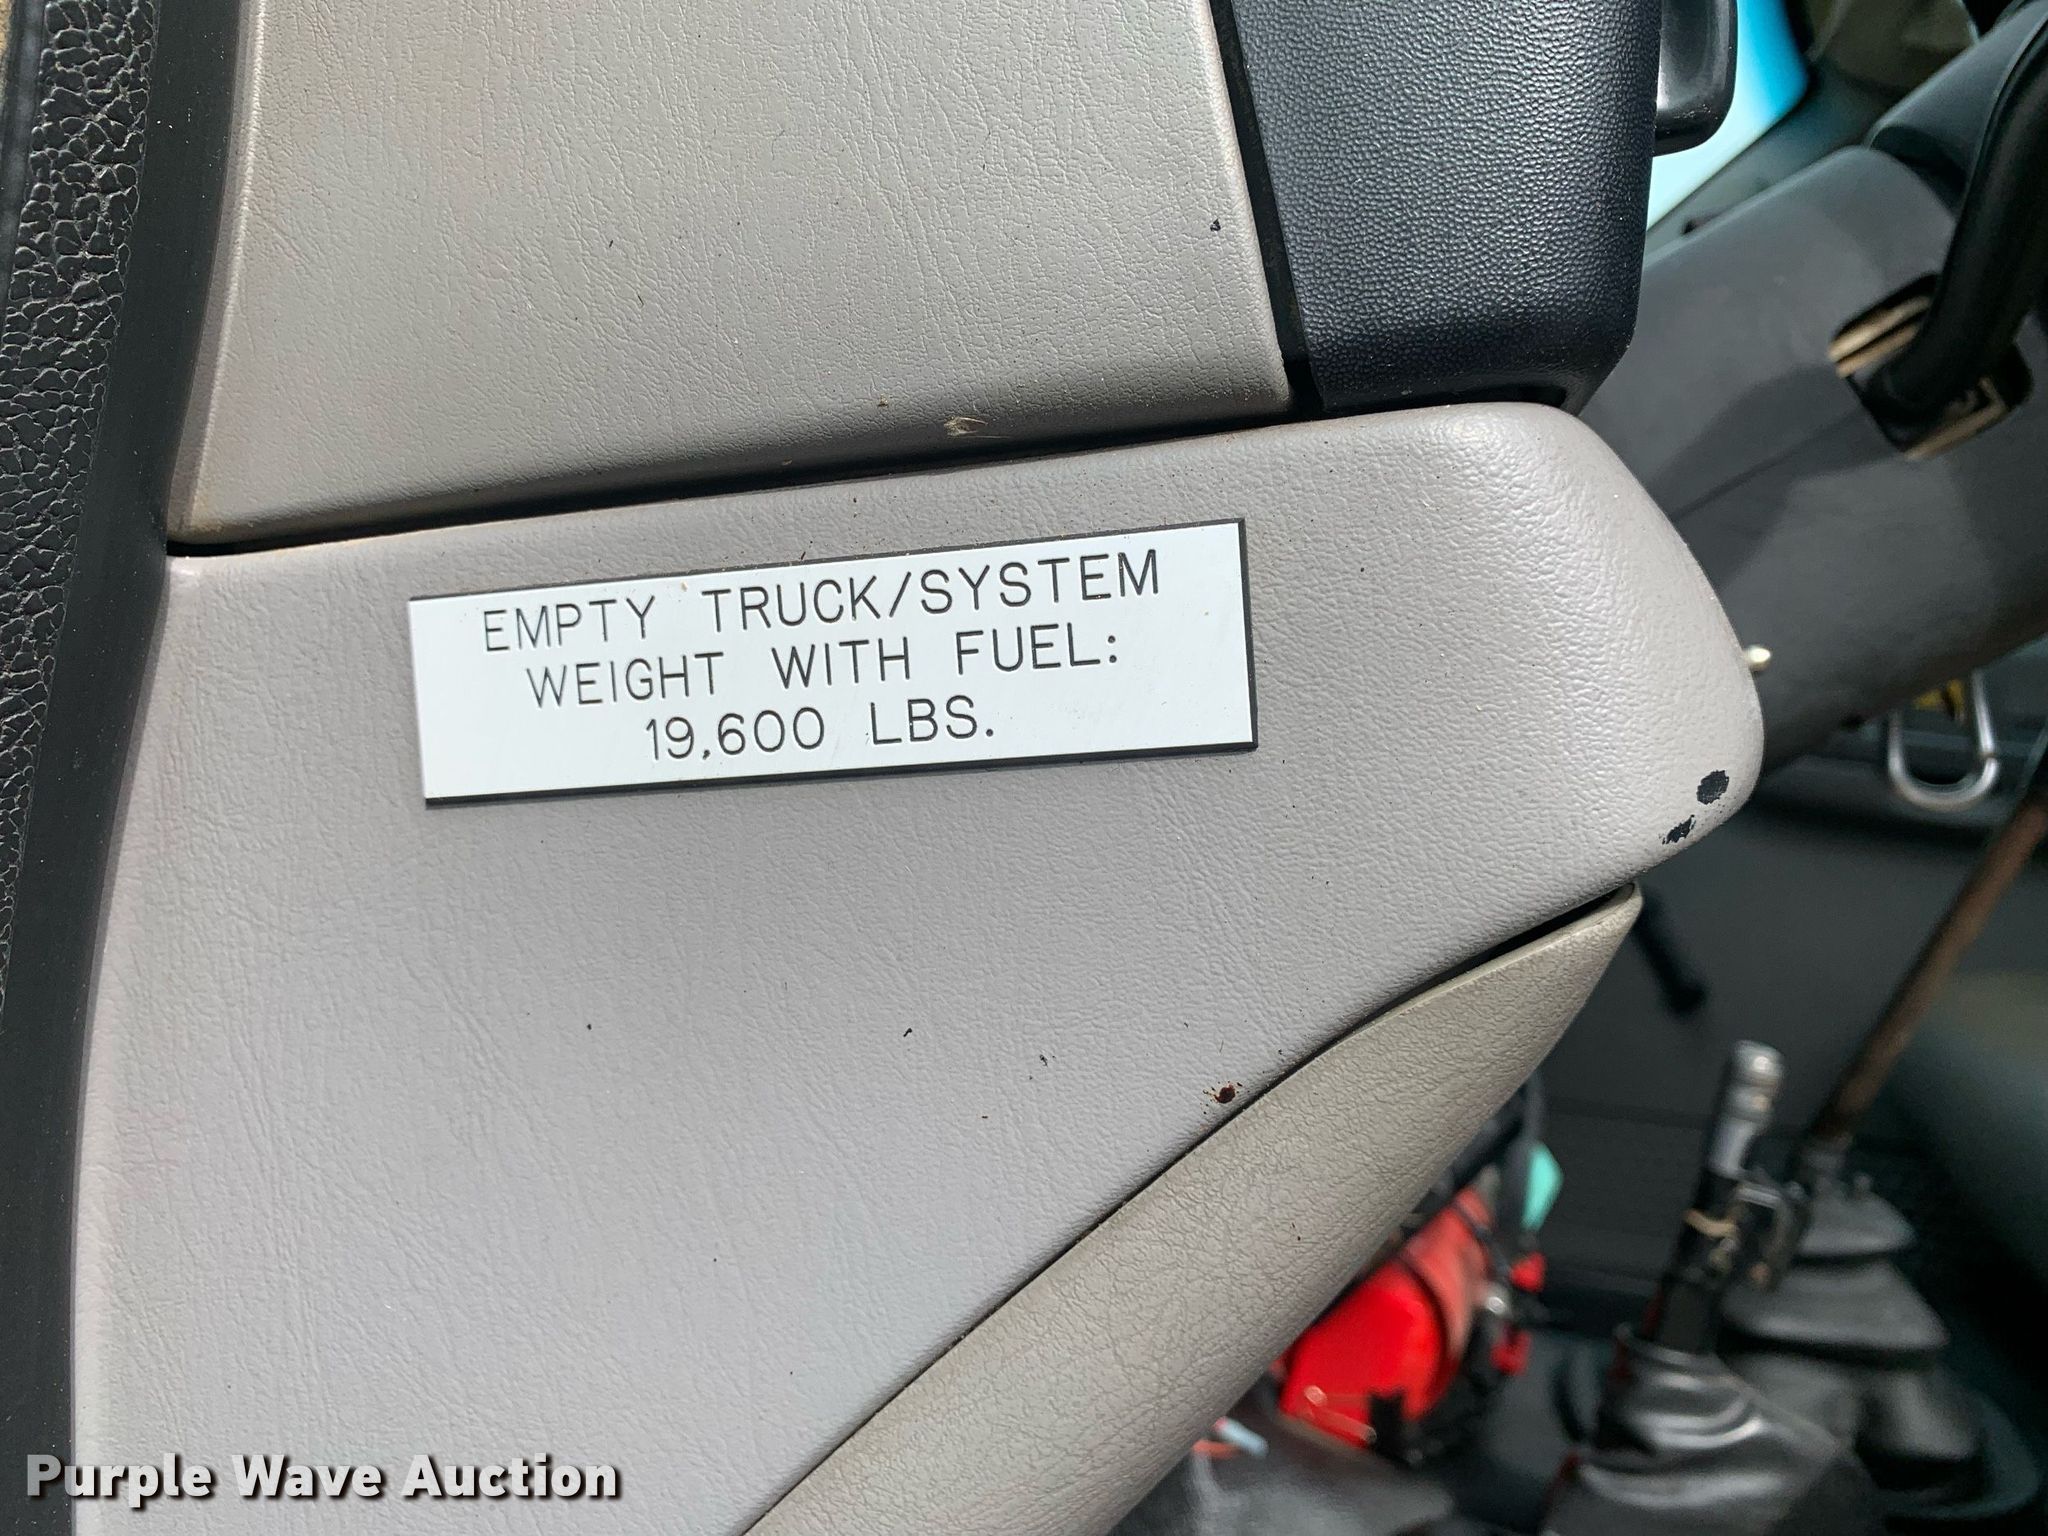 EMPTY TRUCK/SYSTEM
WEIGHT WITH FUEL:
19,600 LBS.
Purple Wave Auction